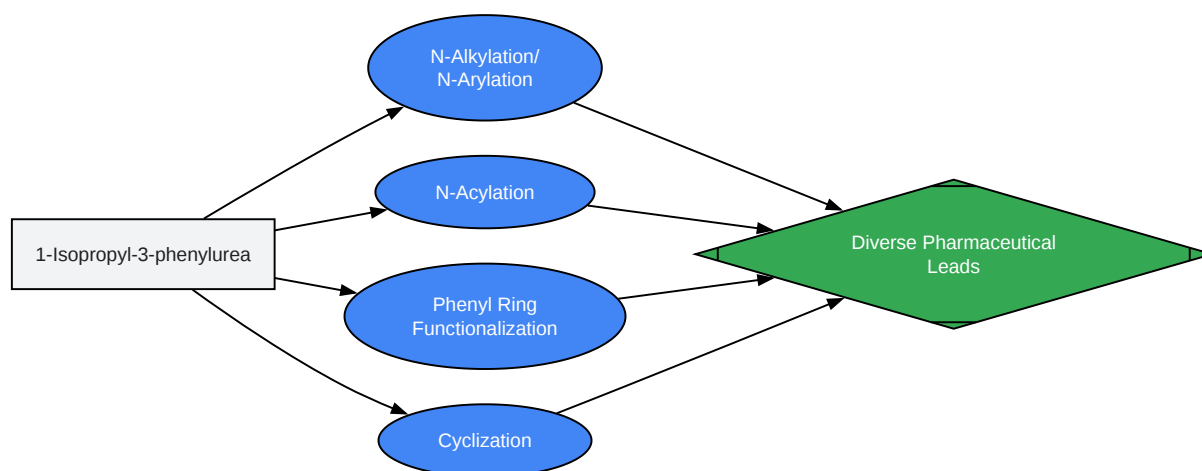 N-Alkylation/
N-Arylation
N-Acylation
1-Isopropyl-3-phenylurea
Diverse Pharmaceutical
Leads
Phenyl Ring
Functionalization
Cyclization